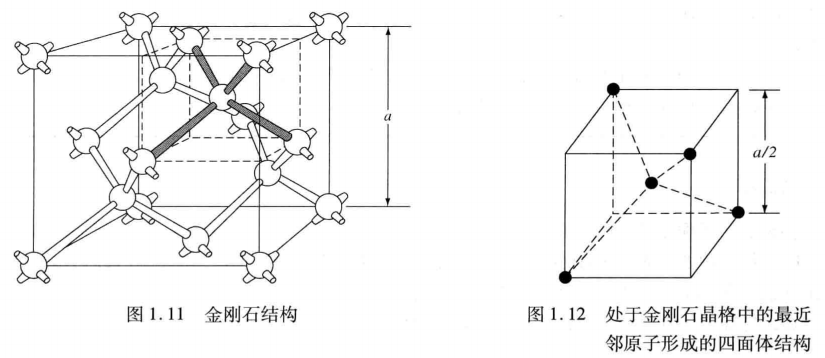 a
a/2
图 1.11 金刚石结构
图 1.12 处于金刚石晶格中的最近
邻原子形成的四面体结构